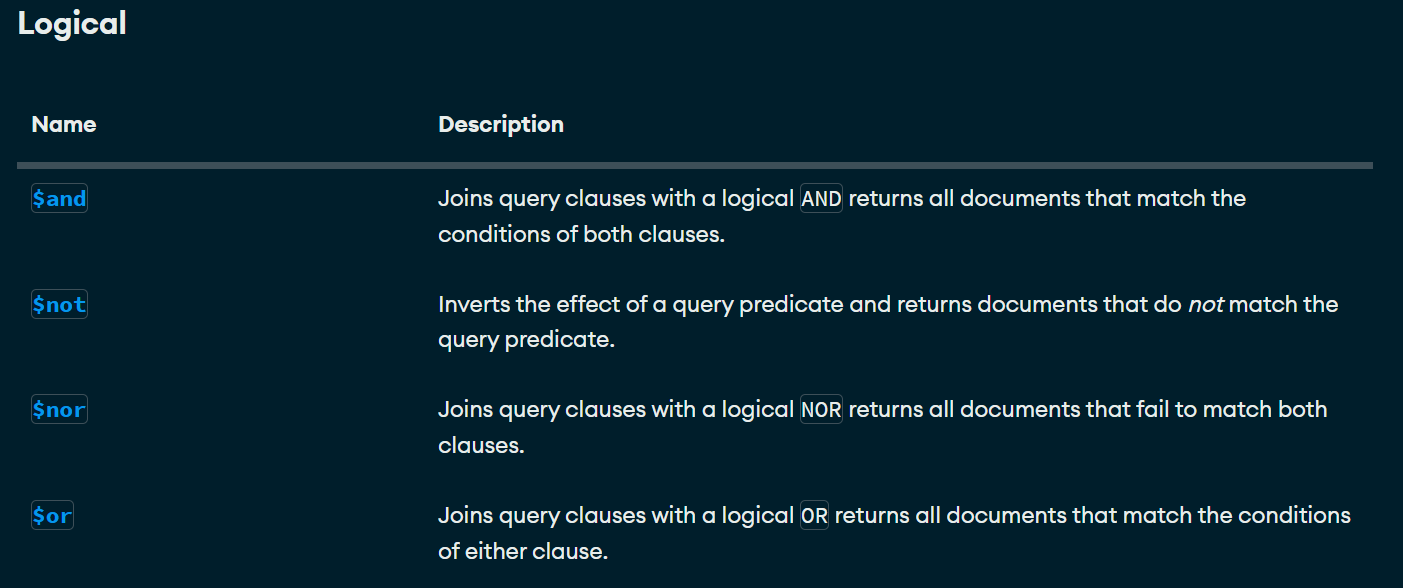 Logical
Name Description
$and Joins query clauses with a logical AND returns all documents that match the
conditions of both clauses.
$not Inverts the effect of a query predicate and returns documents that do not match the
query predicate.
$nor Joins query clauses with a logical NOR returns all documents that fail to match both
clauses.
$or Joins query clauses with a logical OR returns all documents that match the conditions
of either clause.